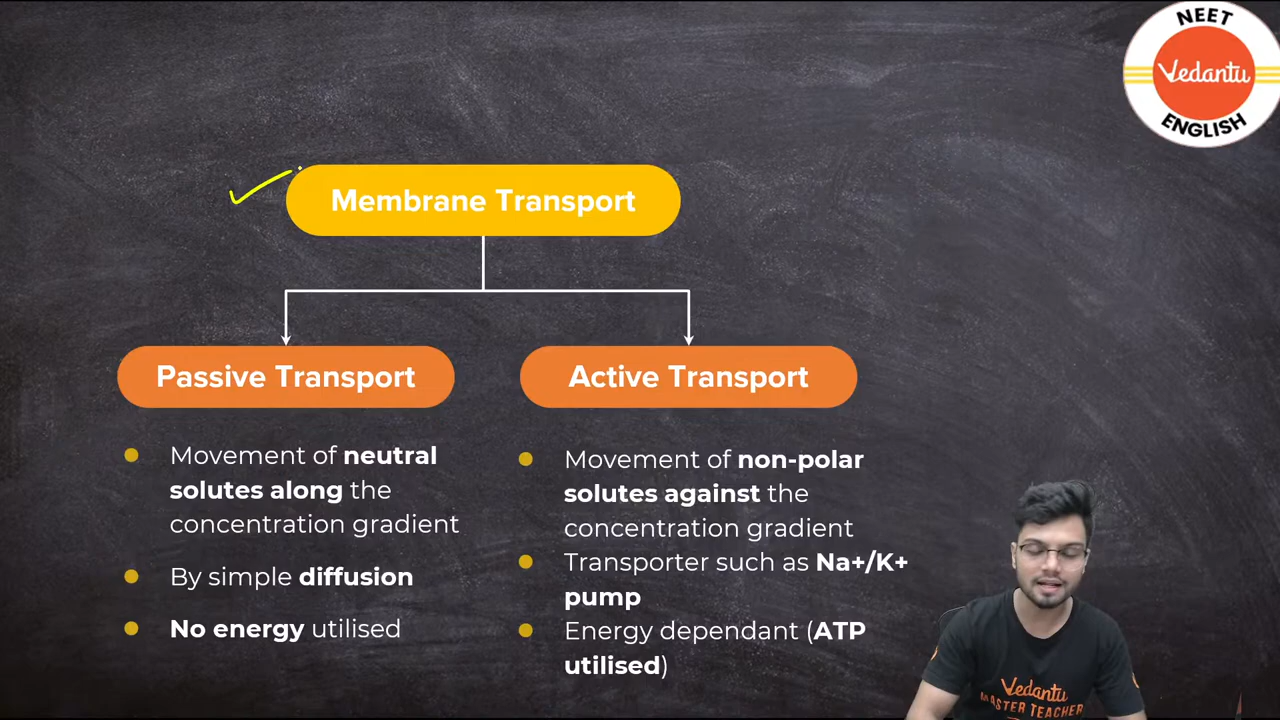 NEET
Vedantu
ENGLISH
Membrane Transport
Passive Transport
Movement of neutral
solutes along the
concentration gradient
By simple diffusion
No energy utilised
Active Transport
Movement of non-polar
solutes against the
concentration gradient
Transporter such as Na+/K+
pump
Energy dependant (ATP
utilised)
Vedantu
MASTER TEACHER